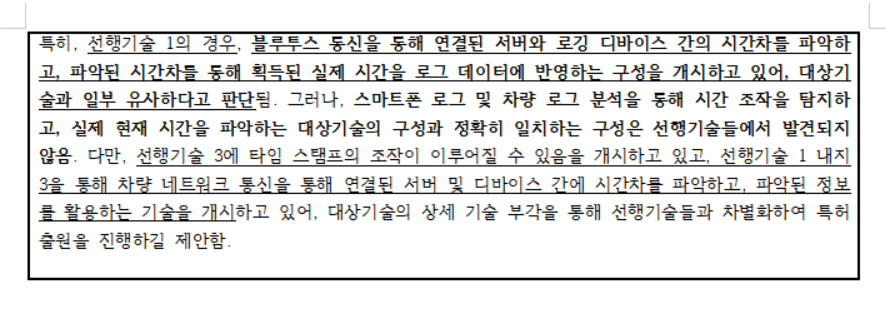 특히, 선행기술 1의 경우, 블루투스 통신을 통해 연결된 서버와 로깅 디바이스 간의 시간차를 파악하
고, 파악된 시간차를 통해 획득된 실제 시간을 로그 데이터에 반영하는 구성을 개시하고 있어, 대상기
술과 일부 유사하다고 판단됨. 그러나, 스마트폰 로그 및 차량 로그 분석을 통해 시간 조작을 탐지하
고, 실제 현재 시간을 파악하는 대상기술의 구성과 정확히 일치하는 구성은 선행기술들에서 발견되지
않음. 다만, 선행기술 3에 타임 스탬프의 조작이 이루어질 수 있음을 개시하고 있고, 선행기술 1 내지
3을 통해 차량 네트워크 통신을 통해 연결된 서버 및 디바이스 간에 시간차를 파악하고, 파악된 정보
를 활용하는 기술을 개시하고 있어, 대상기술의 상세 기술 부각을 통해 선행기술들과 차별화하여 특허
출원을 진행하길 제안함.